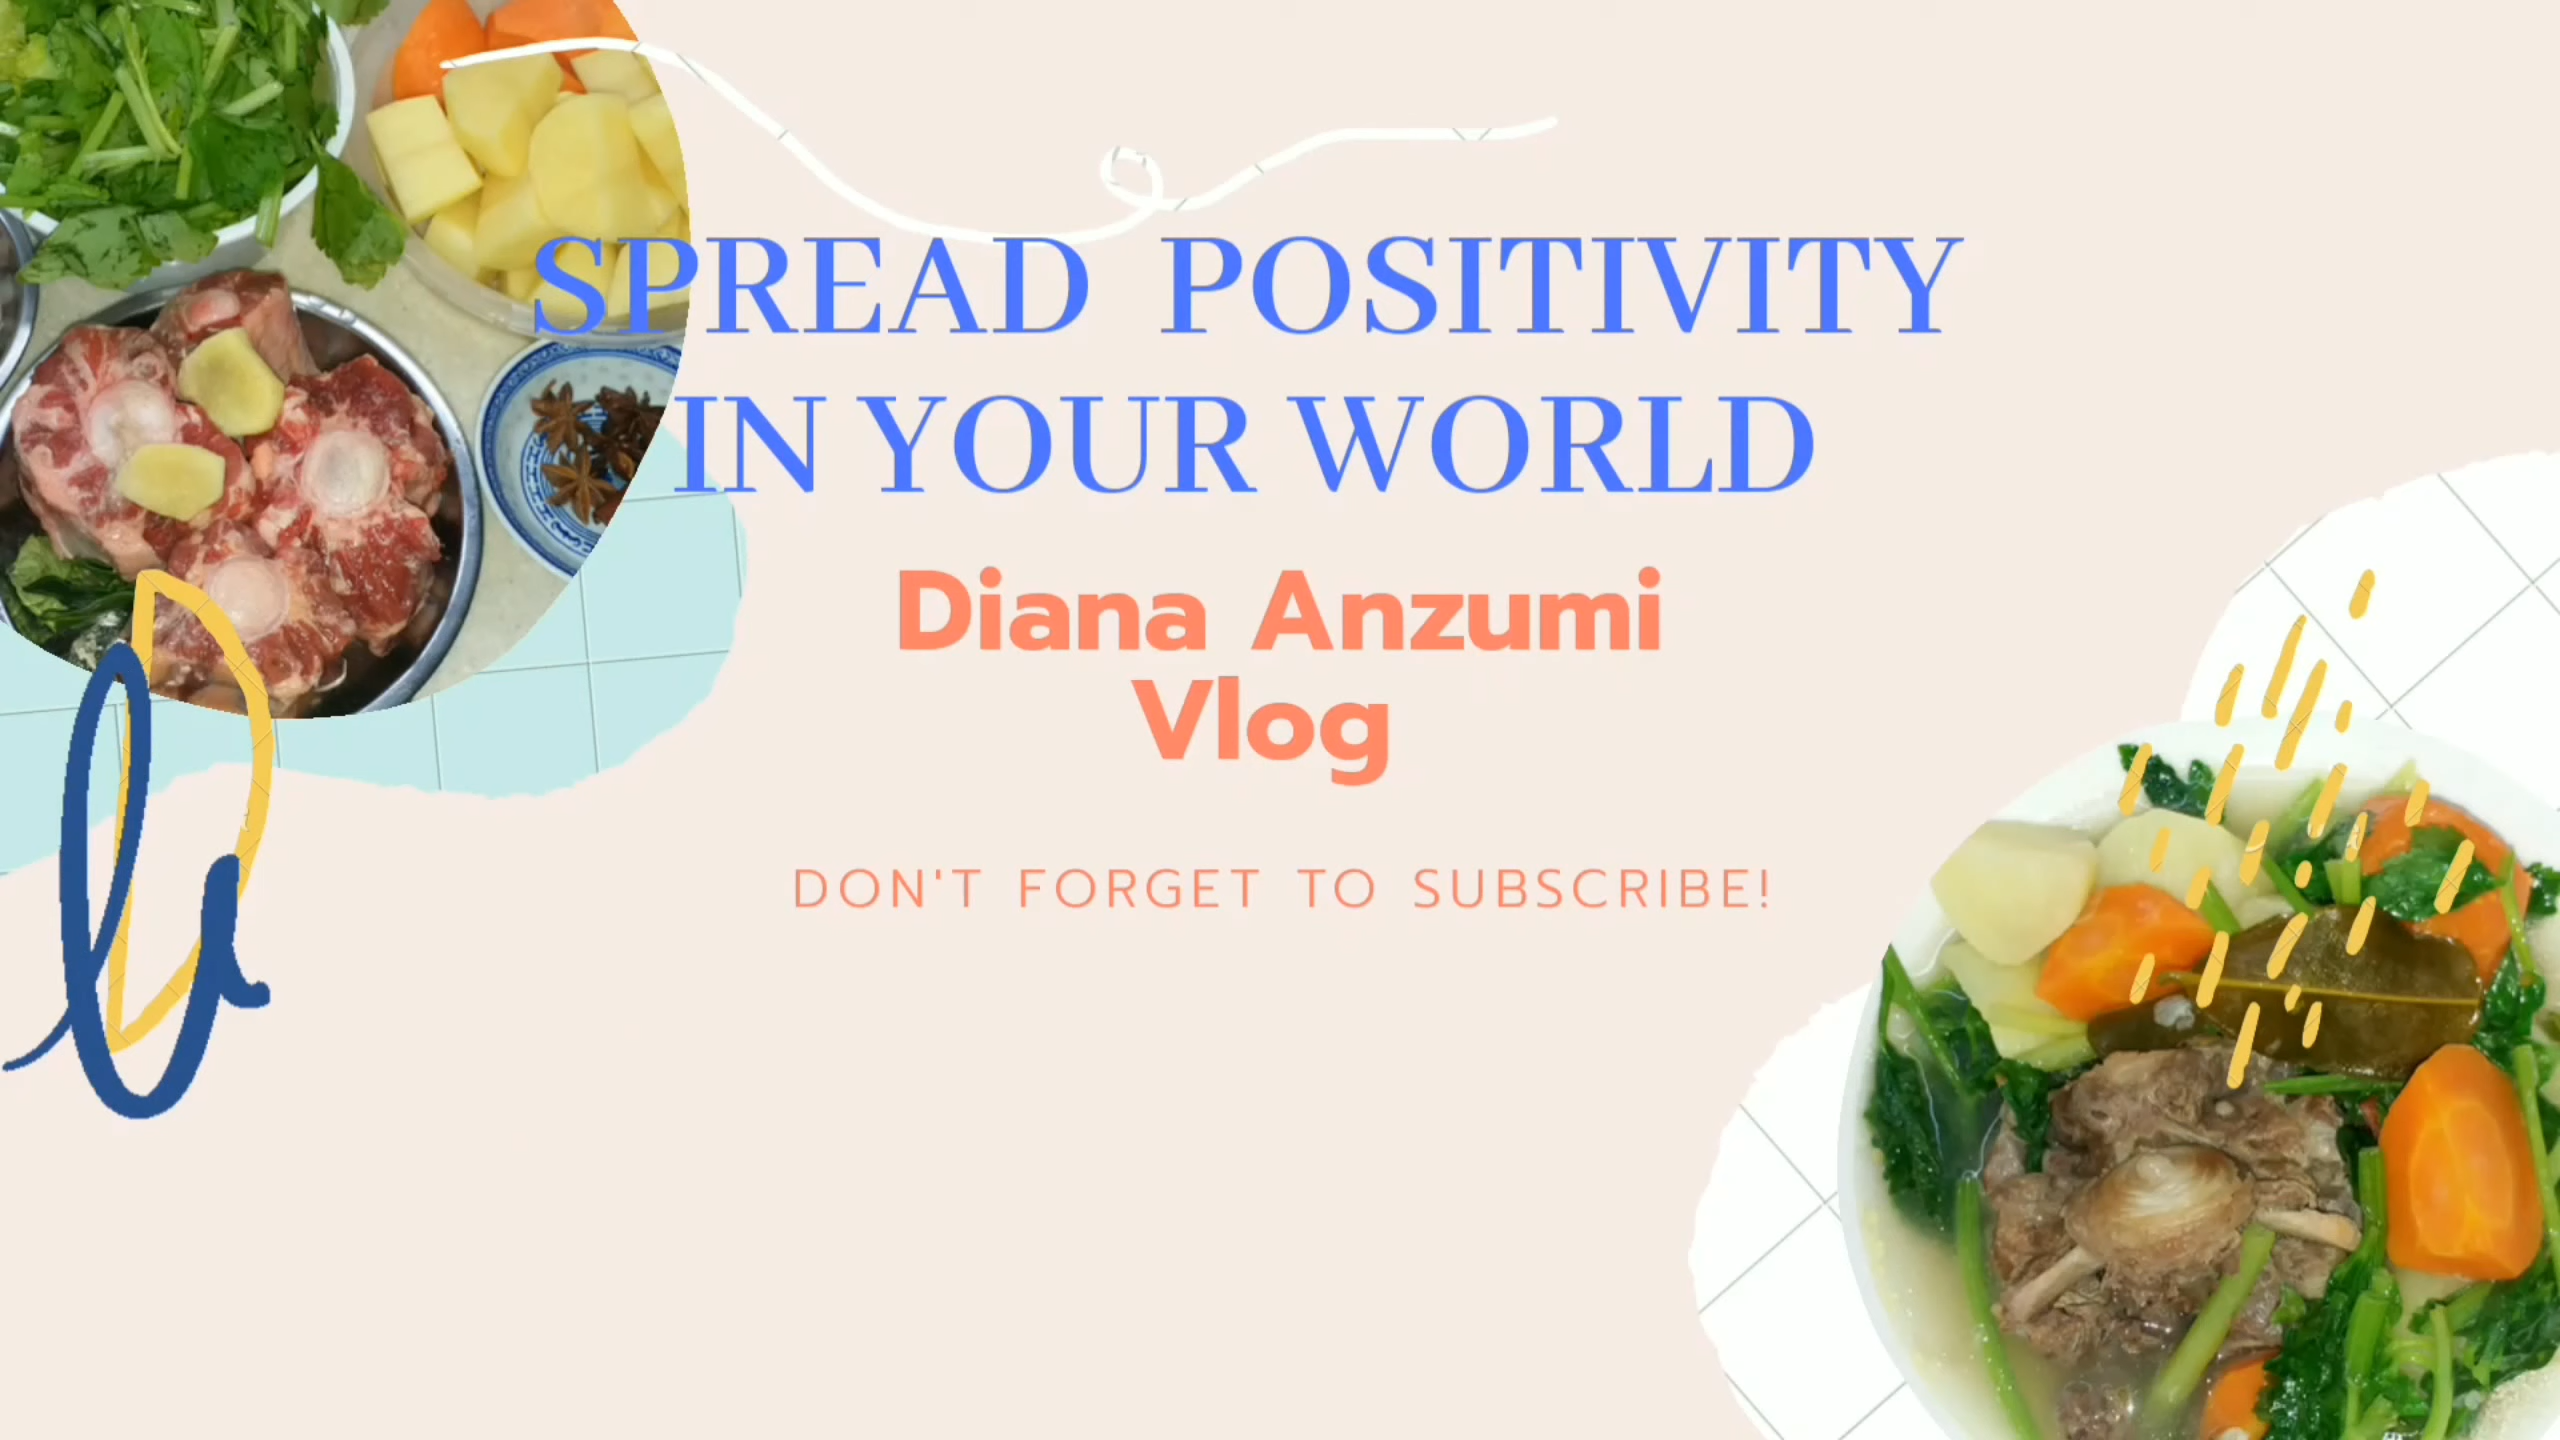 SPREAD POSITIVITY
IN YOUR WORLD
Diana Anzumi
Vlog
DON'T FORGET TO SUBSCRIBE!